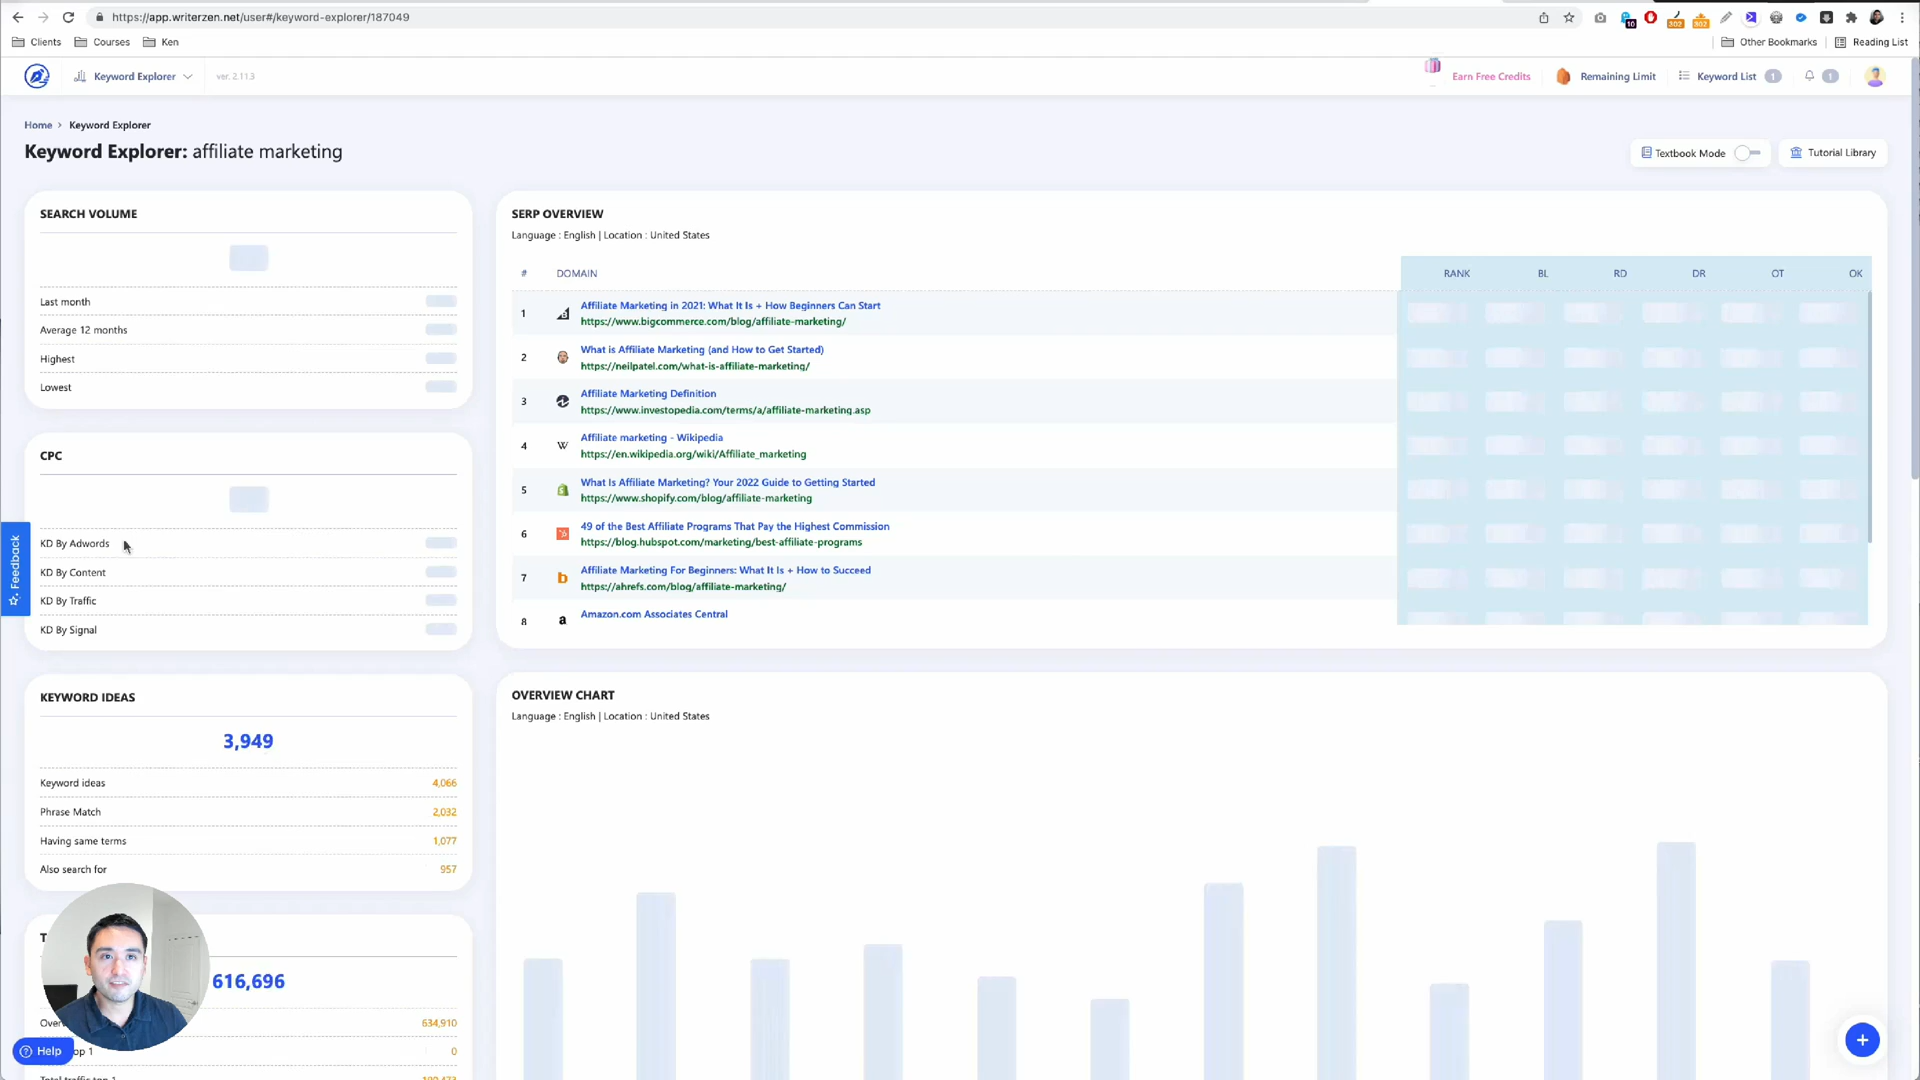 https://app.writerzen.net/user#/keyword-explorer/187049
10
302
302
Clients
Courses
Ken
Other Bookmarks
Reading List
Keyword Explorer
ver. 2.11.3
Earn Free Credits
Remaining Limit
Keyword List 1
1
Home > Keyword Explorer
Keyword Explorer: affiliate marketing
Textbook Mode
Tutorial Library
SEARCH VOLUME
Last month
Average 12 months
Highest
Lowest
CPC
KD By Adwords
KD By Content
KD By Traffic
KD By Signal
Feedback
KEYWORD IDEAS
3,949
Keyword ideas 4,066
Phrase Match 2,032
Having same terms 1,077
Also search for 957
616,696
634,910
op 1 0
Help
SERP OVERVIEW
Language : English | Location : United States
# DOMAIN RANK BL RD DR OT OK
1 Affiliate Marketing in 2021: What It Is + How Beginners Can Start
https://www.bigcommerce.com/blog/affiliate-marketing/
2 What is Affiliate Marketing (and How to Get Started)
https://neilpatel.com/what-is-affiliate-marketing/
3 Affiliate Marketing Definition
https://www.investopedia.com/terms/a/affiliate-marketing.asp
4 Affiliate marketing - Wikipedia
https://en.wikipedia.org/wiki/Affiliate_marketing
5 What Is Affiliate Marketing? Your 2022 Guide to Getting Started
https://www.shopify.com/blog/affiliate-marketing
6 49 of the Best Affiliate Programs That Pay the Highest Commission
https://blog.hubspot.com/marketing/best-affiliate-programs
7 Affiliate Marketing For Beginners: What It Is + How to Succeed
https://ahrefs.com/blog/affiliate-marketing/
8 Amazon.com Associates Central
OVERVIEW CHART
Language : English | Location : United States